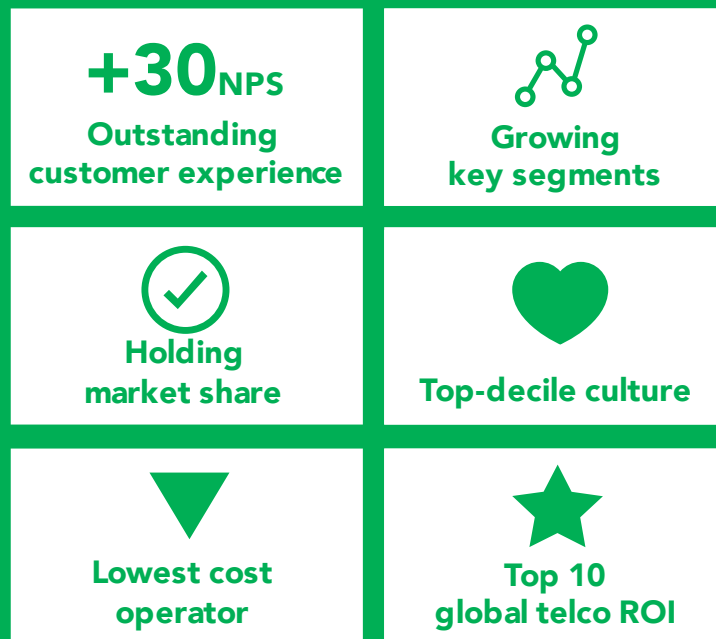 +30NPS
Outstanding
customer experience
Growing
key segments
Holding
market share
Top-decile culture
Lowest cost
operator
Top 10
global telco ROI